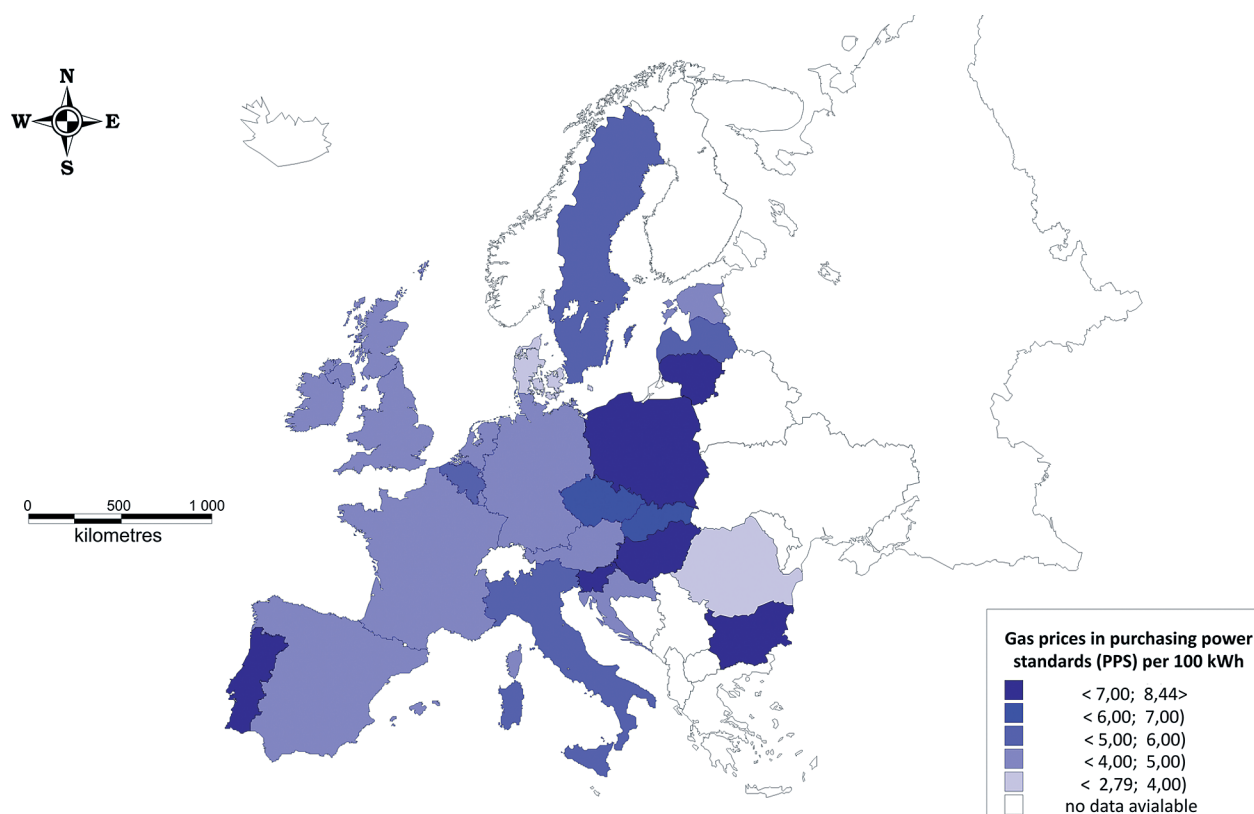 N
W E
S
0 500 1 000
kilometres
Gas prices in purchasing power
standards (PPS) per 100 kWh
< 7,00; 8,44>
< 6,00; 7,00)
< 5,00; 6,00)
< 4,00; 5,00)
< 2,79; 4,00)
no data avialable